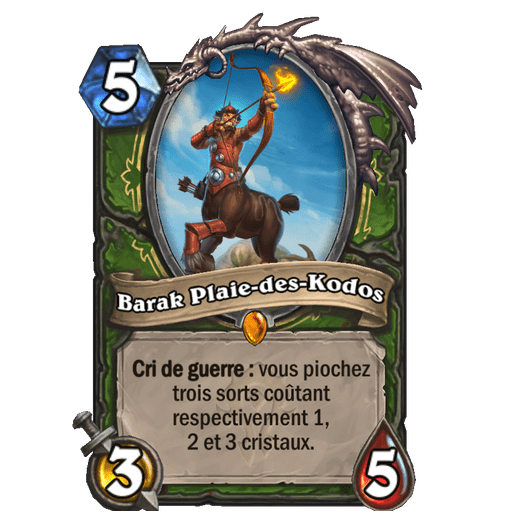 5
Barak Plaie-des-Kodos
Cri de guerre : vous piochez
trois sorts coûtant
respectivement 1,
2 et 3 cristaux.
3
5